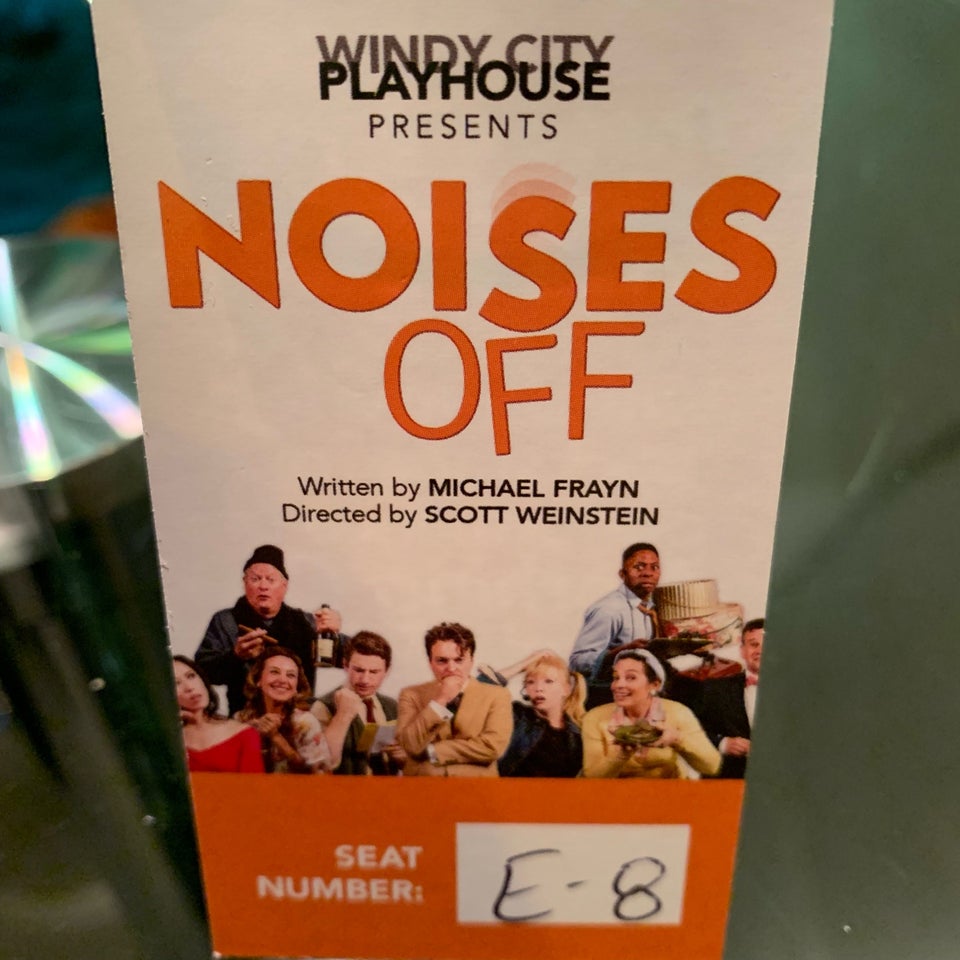 WINDY CITY
PLAYHOUSE
PRESENTS
NOISES
OFF
Written by MICHAEL FRAYN
Directed by SCOTT WEINSTEIN
SEAT
NUMBER:
E-8